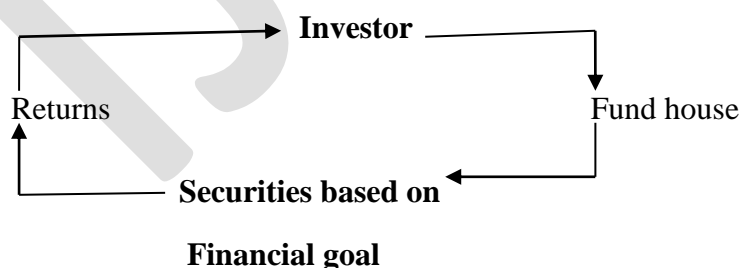 Investor
Returns
Fund house
Securities based on
Financial goal